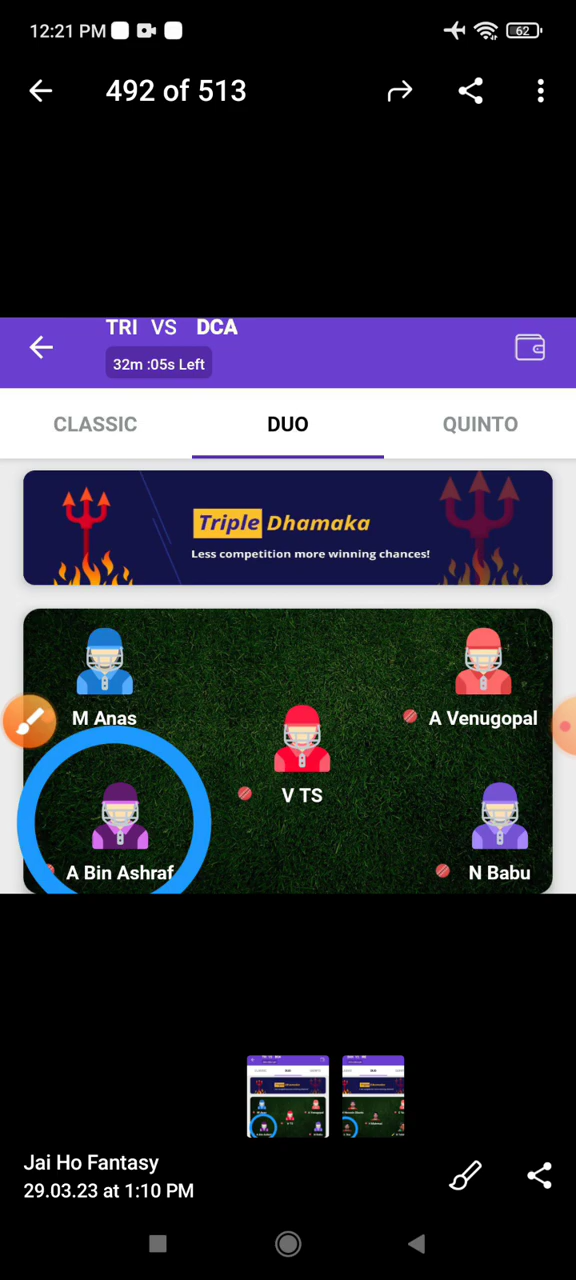 12:21 PM
62
492 of 513
TRI VS DCA
32m :05s Left
CLASSIC DUO QUINTO
Triple Dhamaka
Less competition more winning chances!
M Anas
A Venugopal
V TS
A Bin Ashraf
N Babu
Jai Ho Fantasy
29.03.23 at 1:10 PM